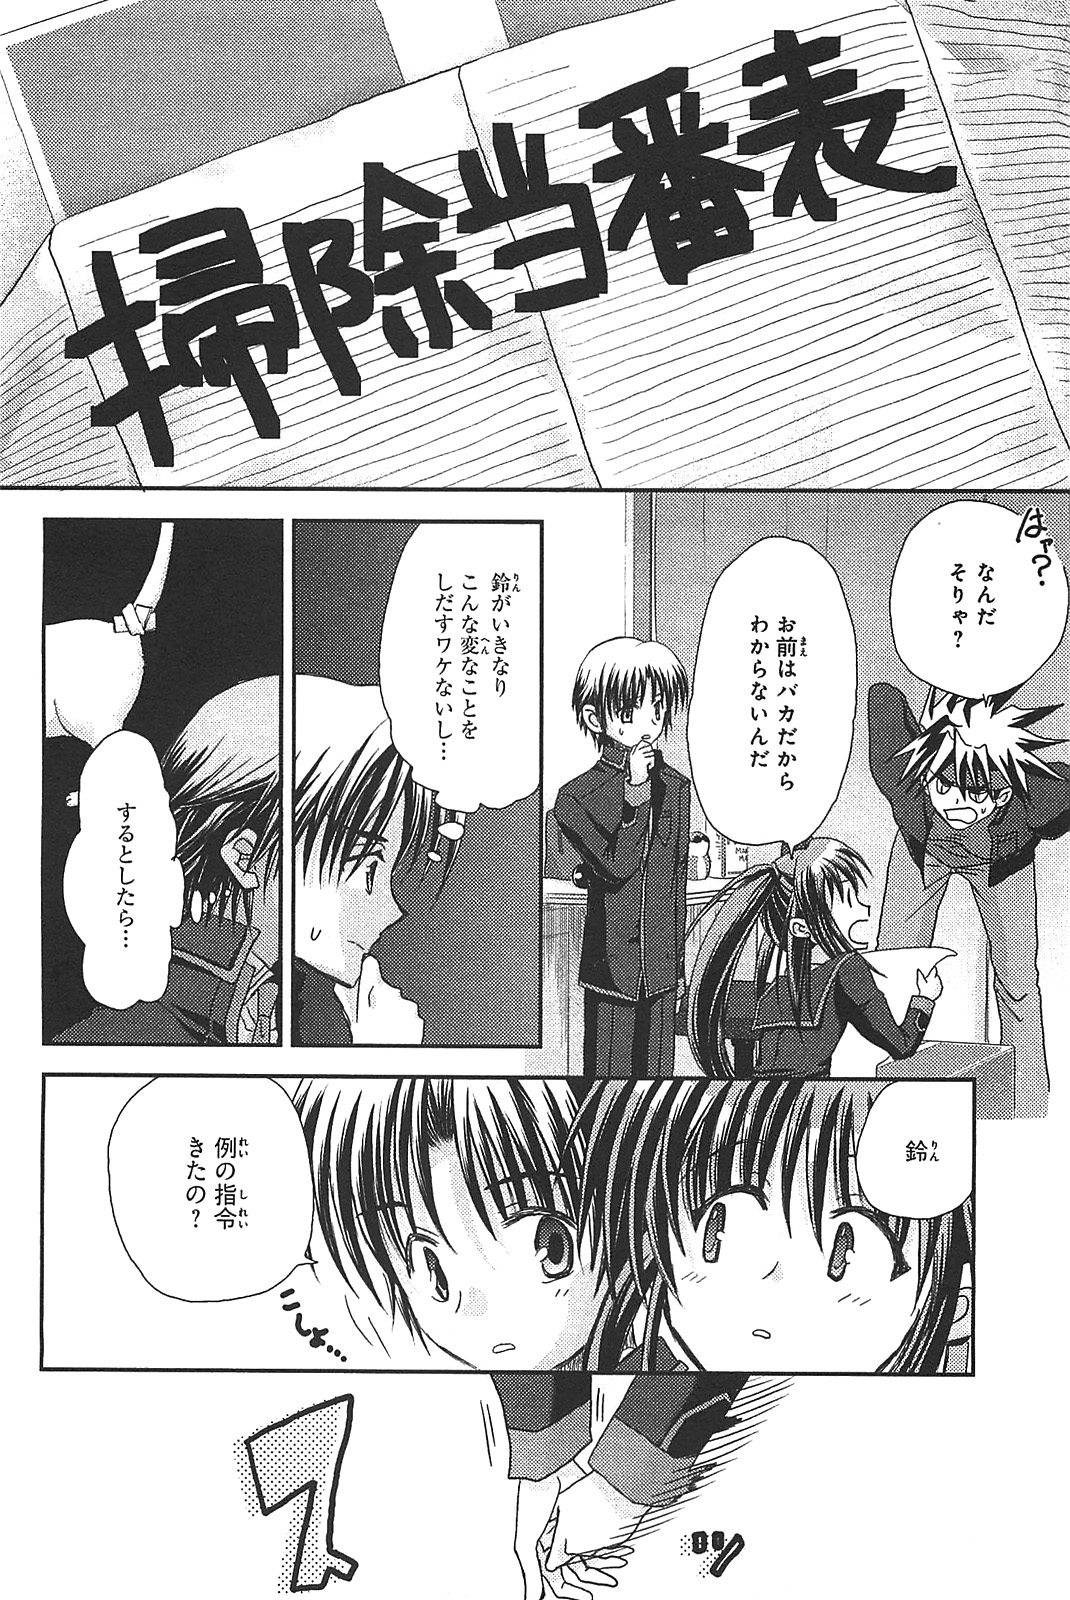 掃除当番表
はァ？
なんだ
そりゃ？
お前はバカだから
わからないんだ
鈴がいきなり
こんな変なことを
しだすワケないし…
するとしたら…
鈴
例の指令
きたの？
こしょ…